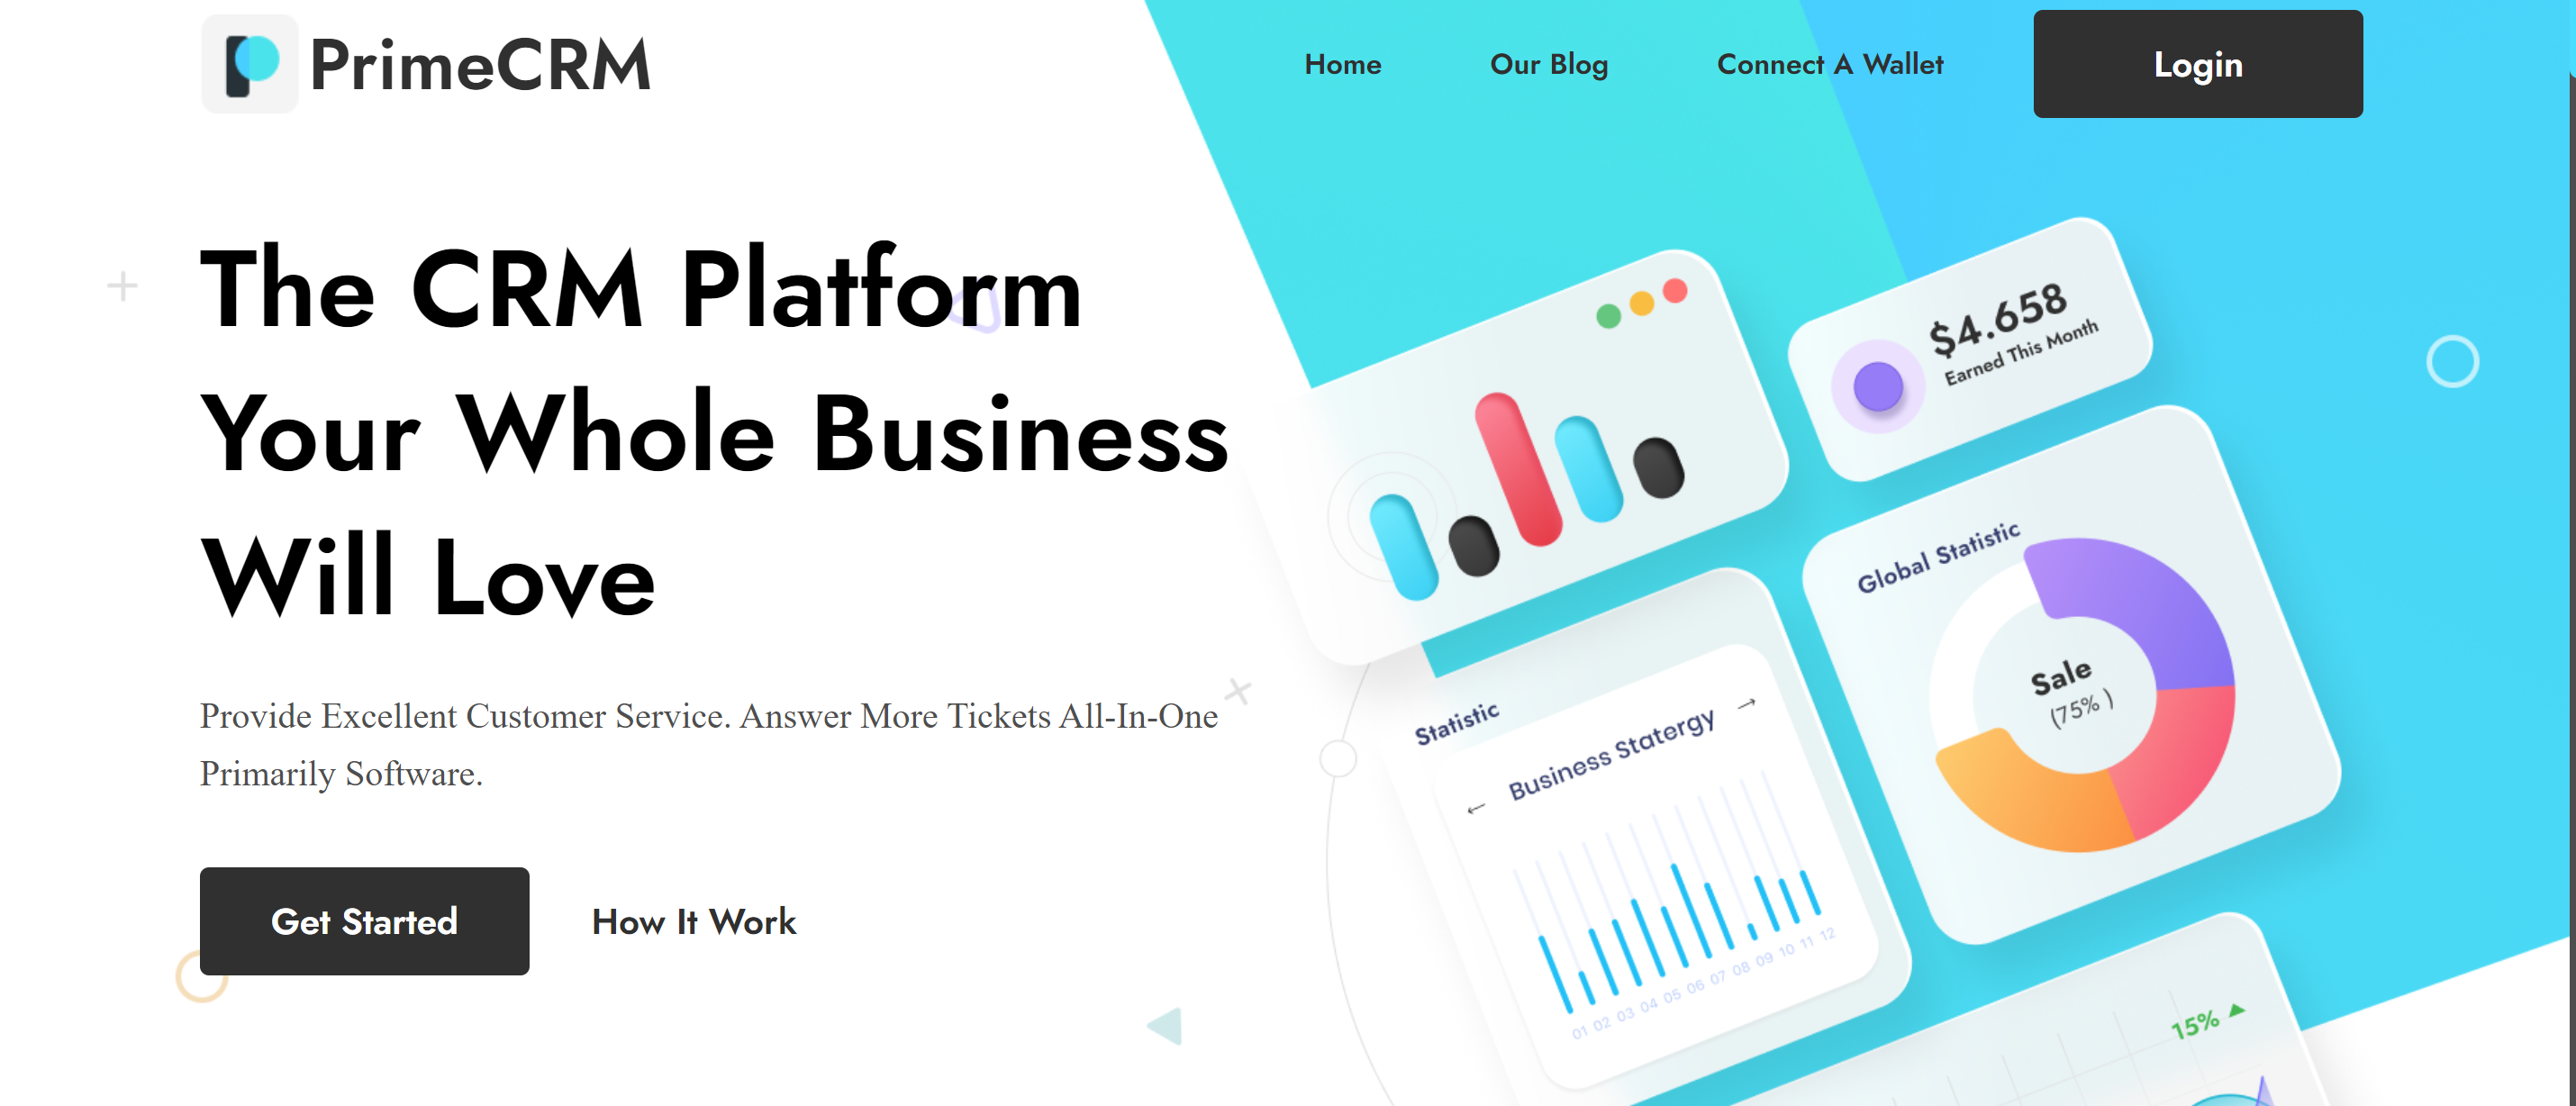 PrimeCRM
Home
Our Blog
Connect A Wallet
Login
The CRM Platform
Your Whole Business
Will Love
Provide Excellent Customer Service. Answer More Tickets All-In-One
Primarily Software.
Get Started
How It Work
$4.658
Earned This Month
Global Statistic
Sale
(75% )
Statistic
← Business Statergy →
01 02 03 04 05 06 07 08 09 10 11 12
15%